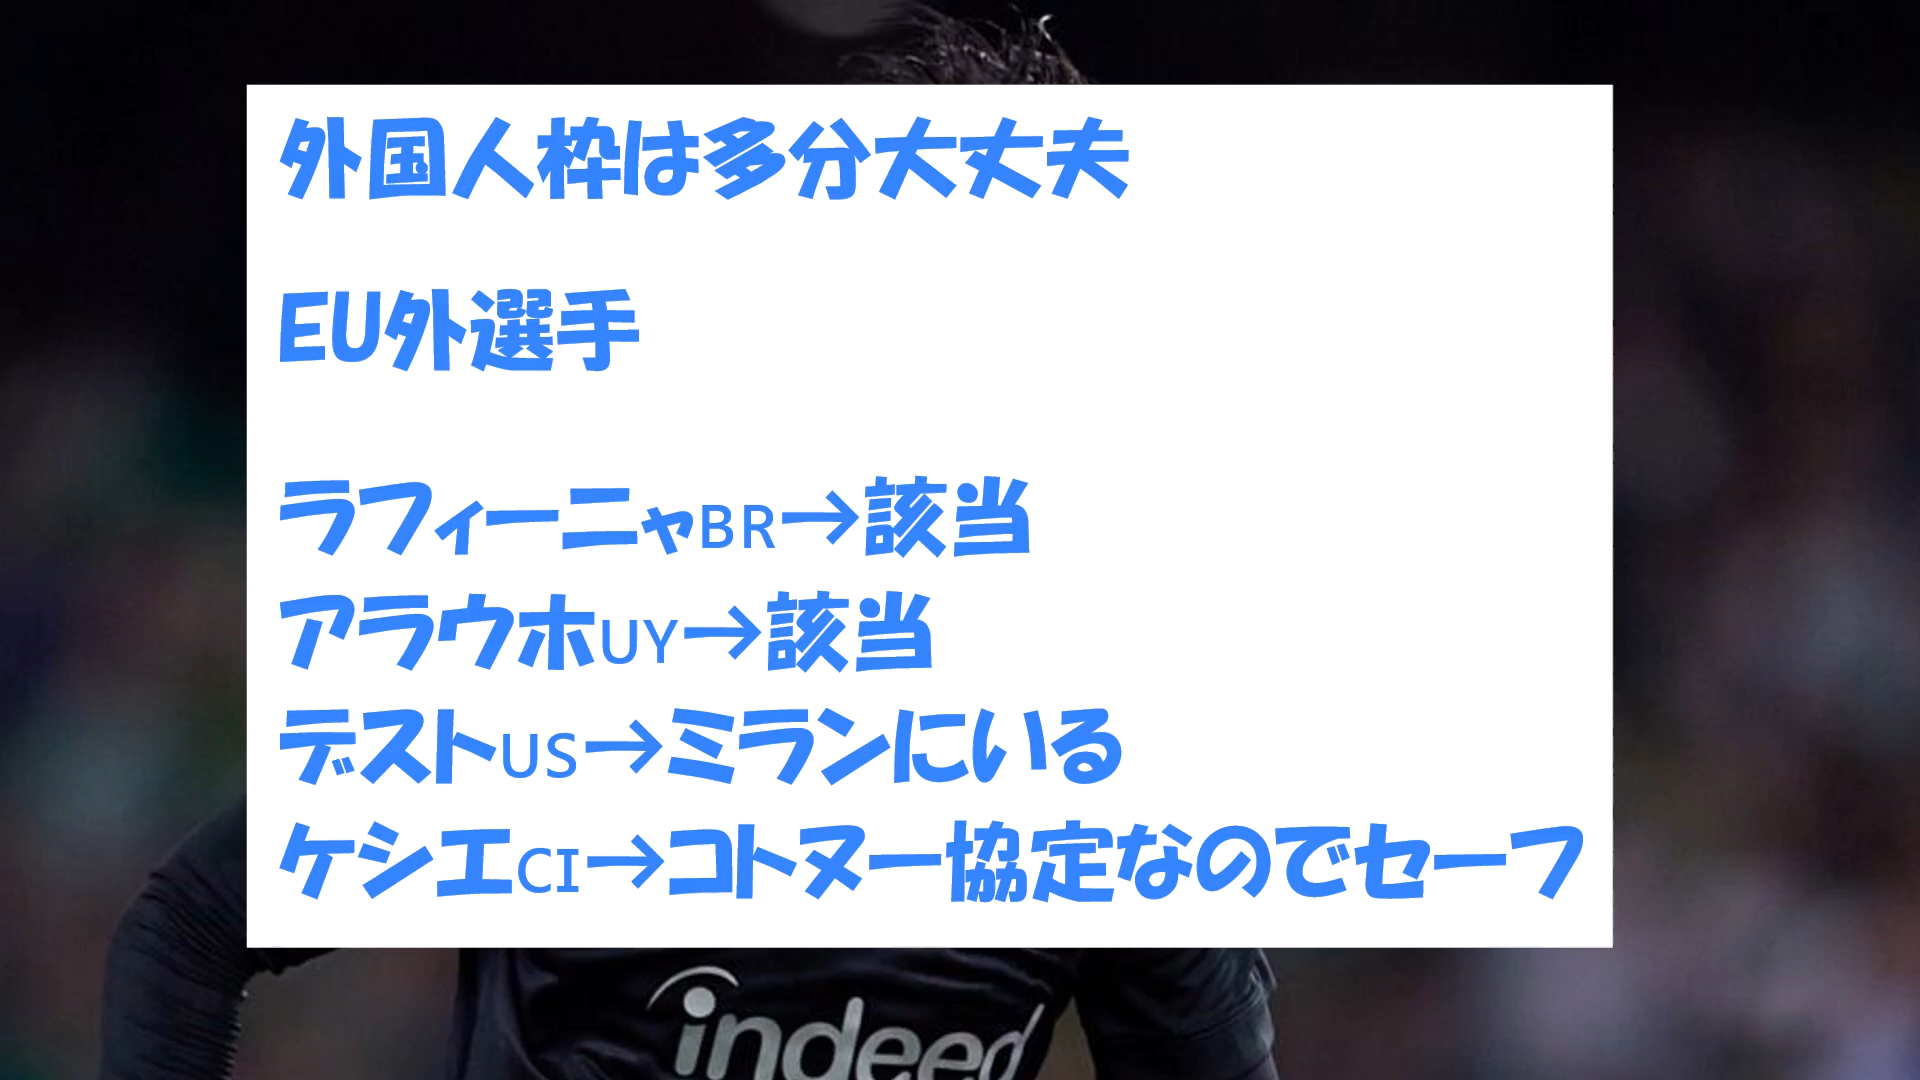 外国人枠は多分大丈夫
EU外選手
ラフィーニャBR→該当
アラウホUY→該当
デストUS→ミランにいる
ケシエCI→コトヌー協定なのでセーフ
indeed